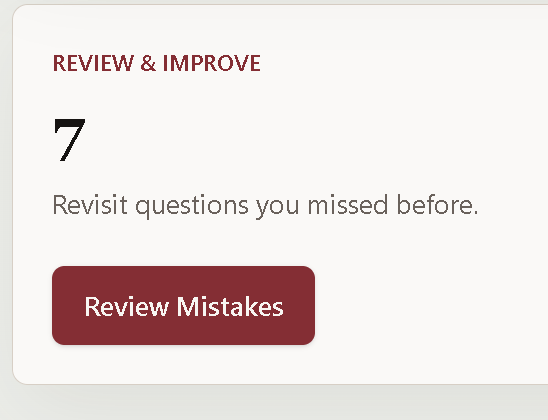 REVIEW & IMPROVE
7
Revisit questions you missed before.
Review Mistakes